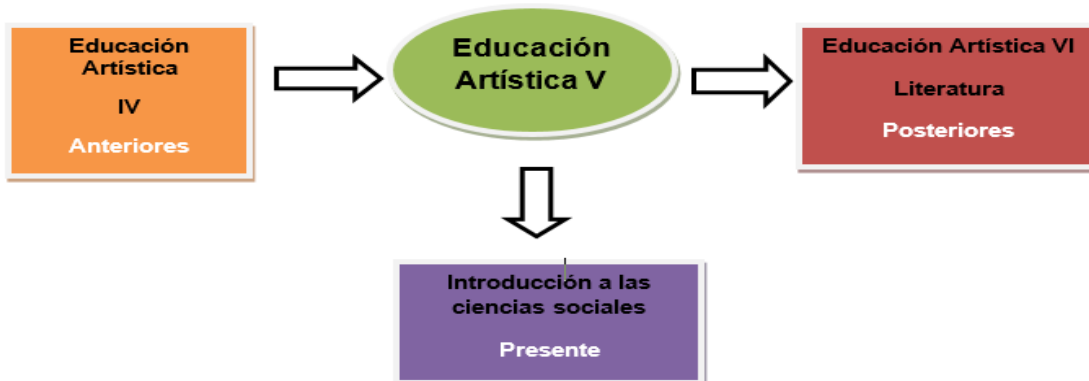 Educación
Artística
IV
Anteriores
Educación
Artística V
Educación Artística VI
Literatura
Posteriores
Introducción a las
ciencias sociales
Presente